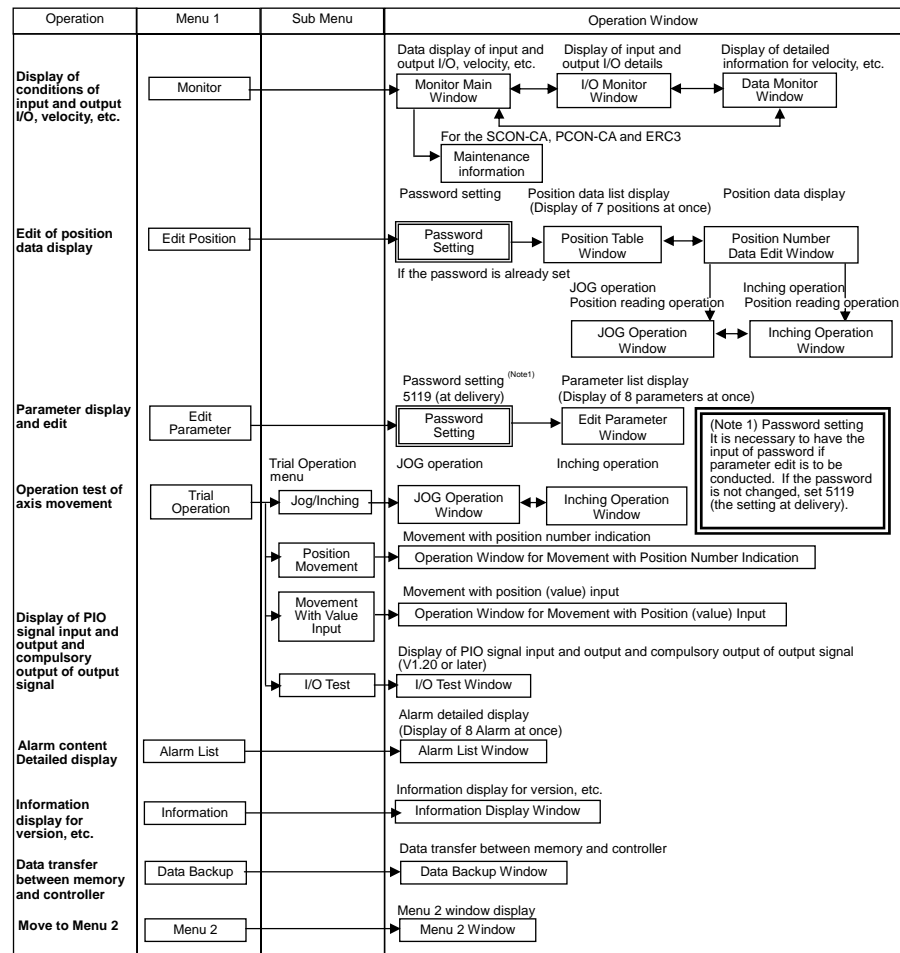 Operation
Menu 1
Sub Menu
Operation Window
Display of
conditions of
input and output
I/O, velocity, etc.
Monitor
Data display of input and
output I/O, velocity, etc.
Monitor Main
Window
Display of input and
output I/O details
I/O Monitor
Window
Display of detailed
information for velocity, etc.
Data Monitor
Window
For the SCON-CA, PCON-CA and ERC3
Maintenance
information
Edit of position
data display
Edit Position
Password setting
Password
Setting
If the password is already set
Position data list display
(Display of 7 positions at once)
Position Table
Window
Position data display
Position Number
Data Edit Window
JOG operation
Position reading operation
JOG Operation
Window
Inching operation
Position reading operation
Inching Operation
Window
Parameter display
and edit
Edit
Parameter
Password setting (Note1)
5119 (at delivery)
Password
Setting
Parameter list display
(Display of 8 parameters at once)
Edit Parameter
Window
(Note 1) Password setting
It is necessary to have the
input of password if
parameter edit is to be
conducted. If the password
is not changed, set 5119
(the setting at delivery).
Operation test of
axis movement
Trial
Operation
Trial Operation
menu
Jog/Inching
JOG operation
JOG Operation
Window
Inching operation
Inching Operation
Window
Position
Movement
Movement with position number indication
Operation Window for Movement with Position Number Indication
Movement
With Value
Input
Movement with position (value) input
Operation Window for Movement with Position (value) Input
Display of PIO
signal input and
output and
compulsory
output of output
signal
I/O Test
Display of PIO signal input and output and compulsory output of output signal
(V1.20 or later)
I/O Test Window
Alarm content
Detailed display
Alarm List
Alarm detailed display
(Display of 8 Alarm at once)
Alarm List Window
Information
display for
version, etc.
Information
Information display for version, etc.
Information Display Window
Data transfer
between memory
and controller
Data Backup
Data transfer between memory and controller
Data Backup Window
Move to Menu 2
Menu 2
Menu 2 window display
Menu 2 Window